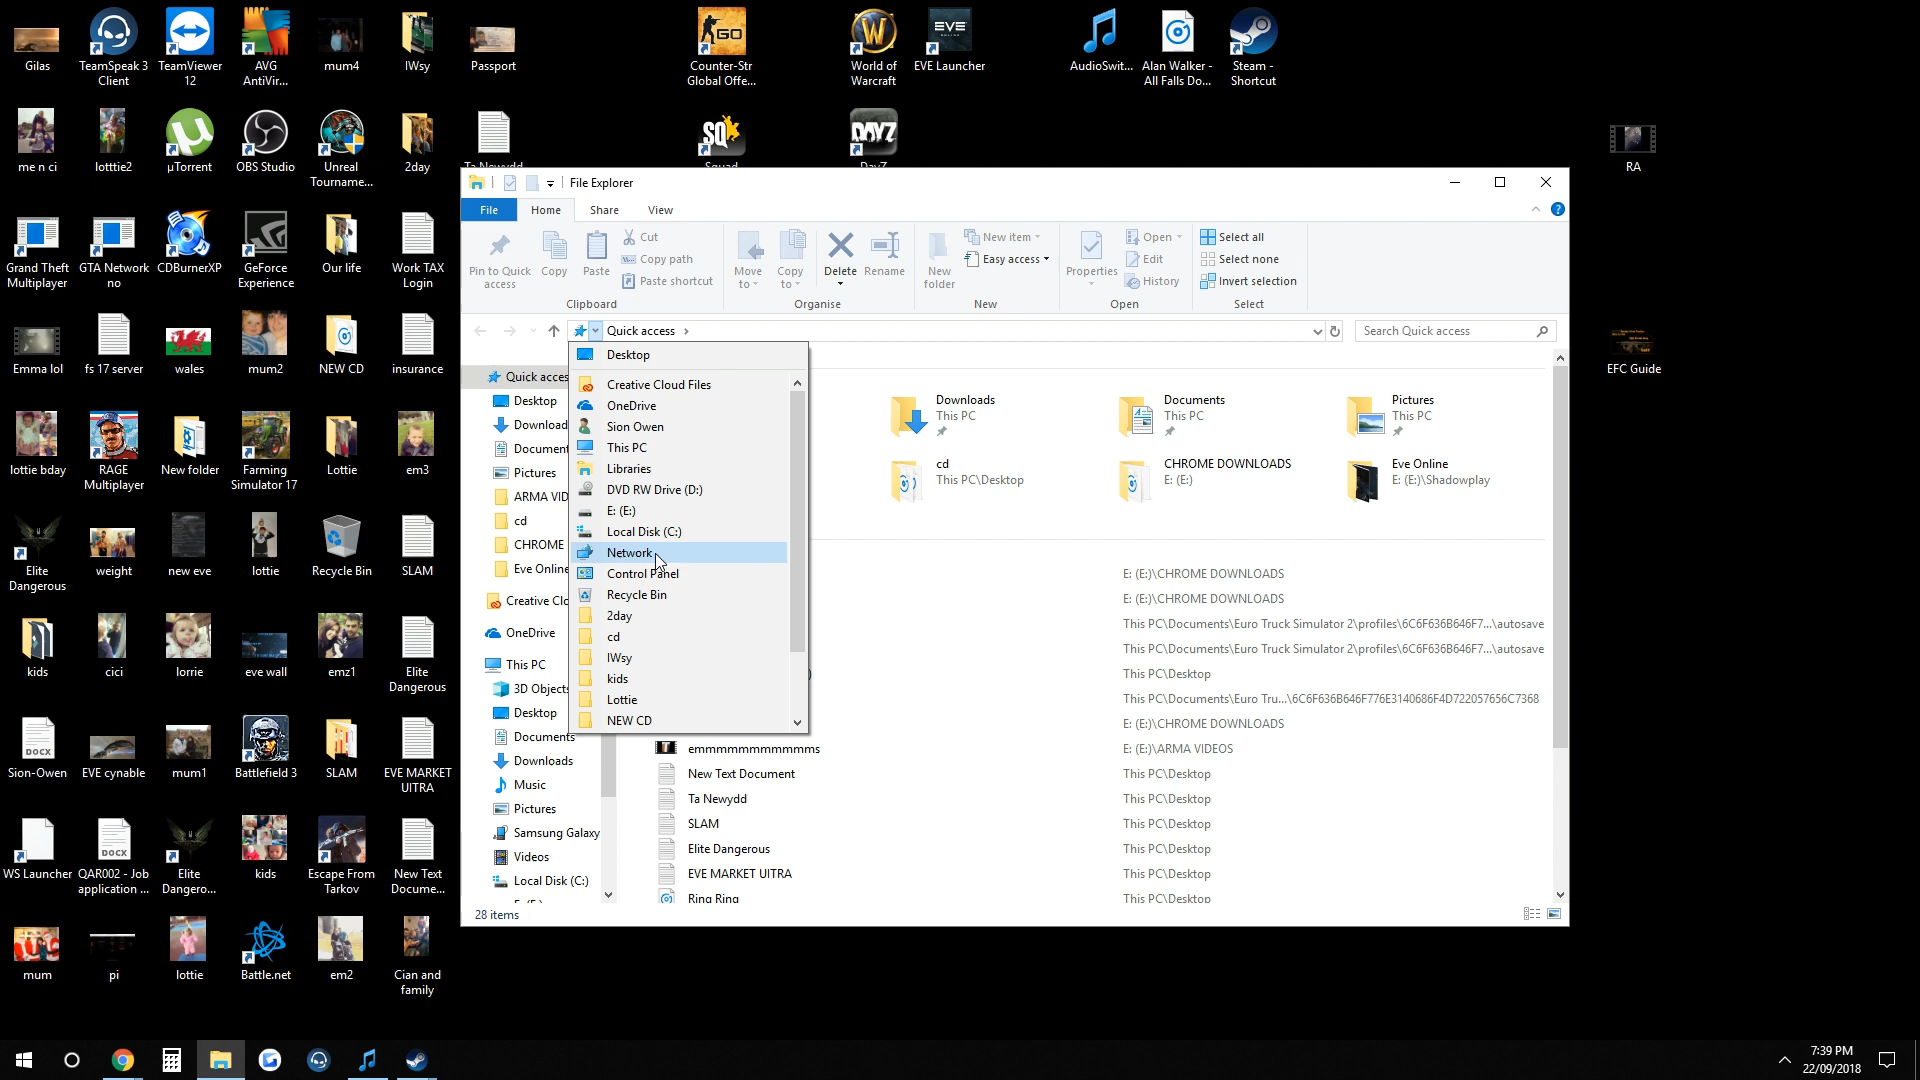 Gilas
TeamSpeak 3
Client
TeamViewer
12
AVG
AntiVir...
mum4
IWsy
Passport
Counter-Str
Global Offe...
World of
Warcraft
EVE Launcher
AudioSwit...
Alan Walker -
All Falls Do...
Steam -
Shortcut
me n ci
lotttie2
µTorrent
OBS Studio
Unreal
Tourname...
2day
Ta Newydd
Squad
DayZ
RA
Grand Theft
Multiplayer
GTA Network
no
CDBurnerXP
GeForce
Experience
Our life
Work TAX
Login
Emma lol
fs 17 server
wales
mum2
NEW CD
insurance
EFC Guide
lottie bday
RAGE
Multiplayer
New folder
Farming
Simulator 17
Lottie
em3
Elite
Dangerous
weight
new eve
lottie
Recycle Bin
SLAM
kids
cici
lorrie
eve wall
emz1
Elite
Dangerous
Sion-Owen
EVE cynable
mum1
Battlefield 3
SLAM
EVE MARKET
UITRA
WS Launcher
QAR002 - Job
application ...
Elite
Dangero...
kids
Escape From
Tarkov
New Text
Docume...
mum
pi
lottie
Battle.net
em2
Cian and
family
File Explorer
File
Home
Share
View
Pin to Quick
access
Copy
Paste
Cut
Copy path
Paste shortcut
Clipboard
Move
to
Copy
to
Delete
Rename
Organise
New
folder
New item
Easy access
New
Properties
Open
Edit
History
Open
Select all
Select none
Invert selection
Select
Quick access
Search Quick access
Desktop
Creative Cloud Files
OneDrive
Sion Owen
This PC
Libraries
DVD RW Drive (D:)
E: (E:)
Local Disk (C:)
Network
Control Panel
Recycle Bin
2day
cd
IWsy
kids
Lottie
NEW CD
Quick acces
Desktop
Download
Document
Pictures
ARMA VID
cd
CHROME
Eve Online
Creative Clo
OneDrive
This PC
3D Objects
Desktop
Documents
Downloads
Music
Pictures
Samsung Galaxy
Videos
Local Disk (C:)
Downloads
This PC
Documents
This PC
Pictures
This PC
cd
This PC\Desktop
CHROME DOWNLOADS
E: (E:)
Eve Online
E: (E:)\Shadowplay
E: (E:)\CHROME DOWNLOADS
E: (E:)\CHROME DOWNLOADS
This PC\Documents\Euro Truck Simulator 2\profiles\6C6F636B646F7...\autosave
This PC\Documents\Euro Truck Simulator 2\profiles\6C6F636B646F7...\autosave
This PC\Desktop
This PC\Documents\Euro Tru...\6C6F636B646F776E3140686F4D722057656C7368
E: (E:)\CHROME DOWNLOADS
emmmmmmmmmmms
E: (E:)\ARMA VIDEOS
New Text Document
This PC\Desktop
Ta Newydd
This PC\Desktop
SLAM
This PC\Desktop
Elite Dangerous
This PC\Desktop
EVE MARKET UITRA
This PC\Desktop
Ring Ring
This PC\Desktop
28 items
7:39 PM
22/09/2018